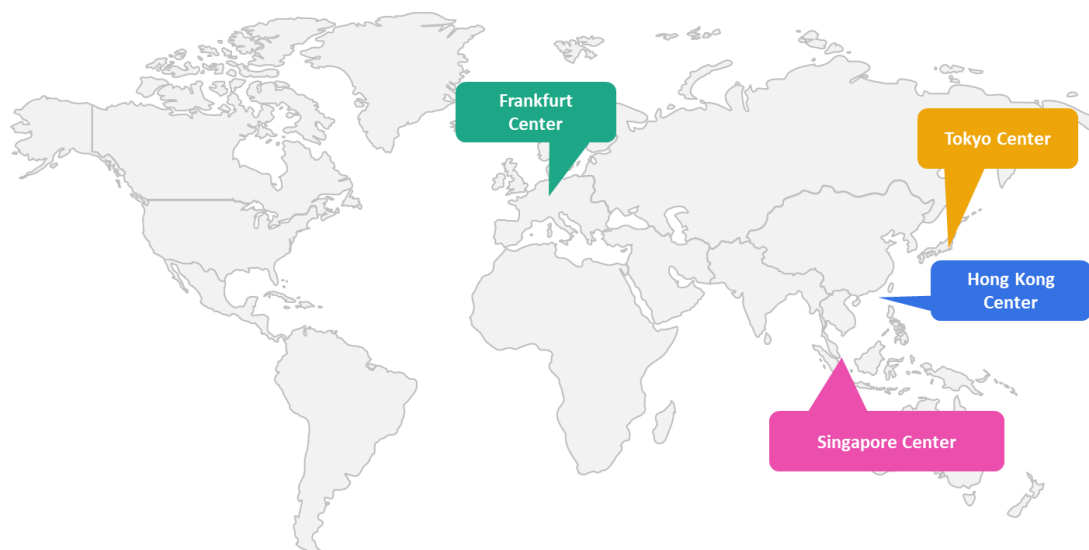 Frankfurt
Center
Tokyo Center
Hong Kong
Center
Singapore Center